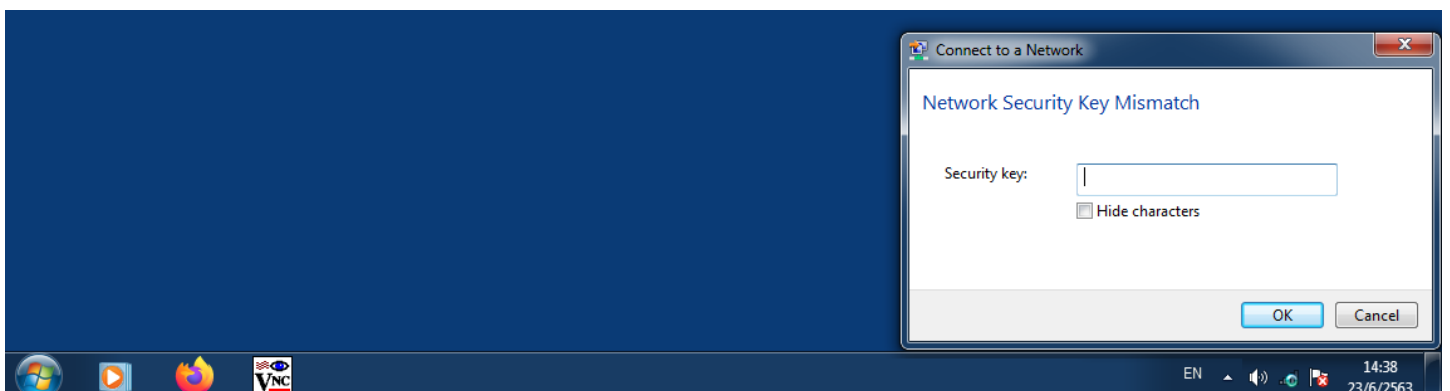 Connect to a Network
Network Security Key Mismatch
Security key:
Hide characters
OK Cancel
VNC
EN
14:38
23/6/2563